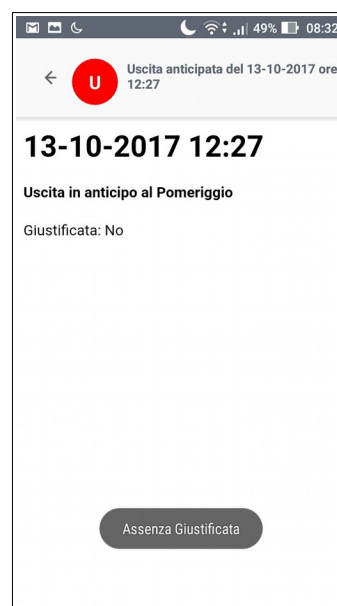 49% 08:32
U
Uscita anticipata del 13-10-2017 ore
12:27
13-10-2017 12:27
Uscita in anticipo al Pomeriggio
Giustificata: No
Assenza Giustificata